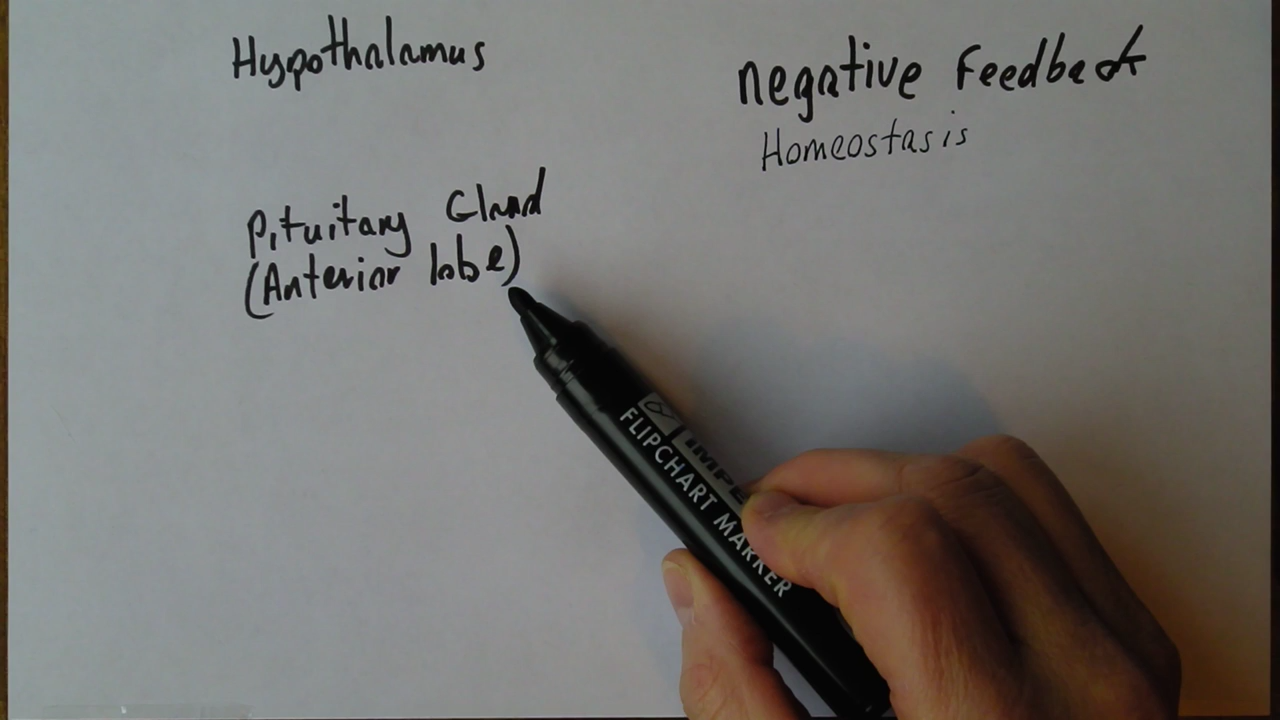 Hypothalamus
negative Feedback
Homeostasis
Pituitary Gland
(Anterior lobe)
FLIPCHART MARKER